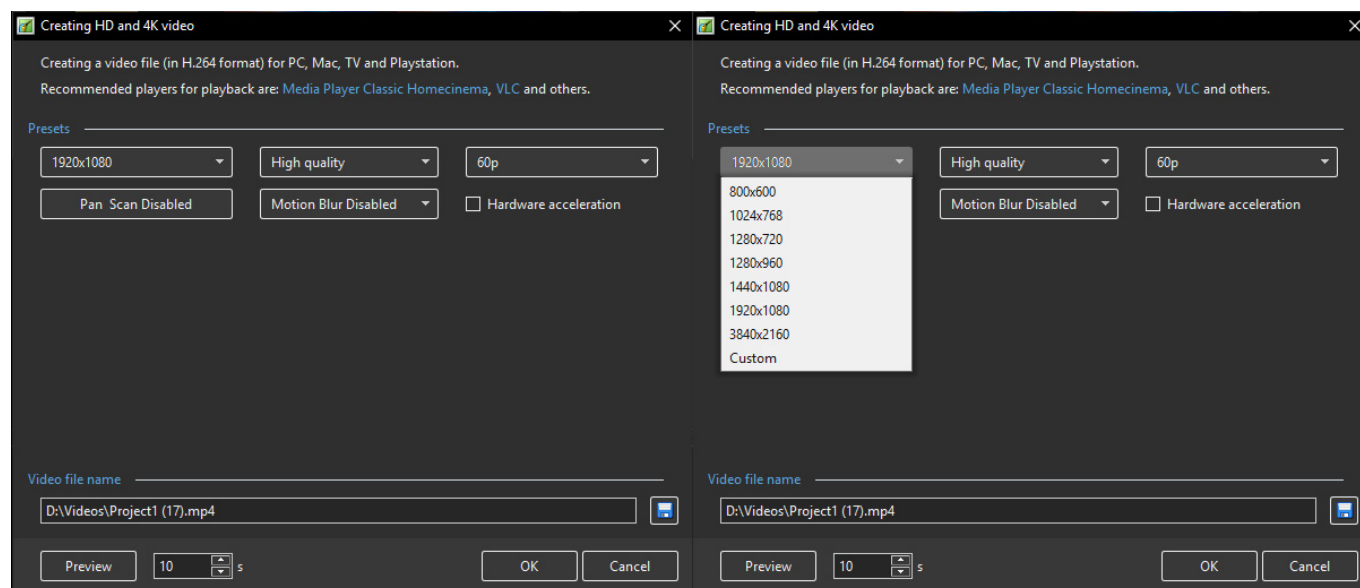 Creating HD and 4K video
Creating a video file (in H.264 format) for PC, Mac, TV and Playstation.
Recommended players for playback are: Media Player Classic Homecinema, VLC and others.
Presets
1920x1080 High quality 60p
Pan Scan Disabled Motion Blur Disabled Hardware acceleration
Video file name
D:\Videos\Project1 (17).mp4
Preview 10 s OK Cancel
Creating HD and 4K video
Creating a video file (in H.264 format) for PC, Mac, TV and Playstation.
Recommended players for playback are: Media Player Classic Homecinema, VLC and others.
Presets
1920x1080 High quality 60p
800x600
Motion Blur Disabled Hardware acceleration
1024x768
1280x720
1280x960
1440x1080
1920x1080
3840x2160
Custom
Video file name
D:\Videos\Project1 (17).mp4
Preview 10 s OK Cancel